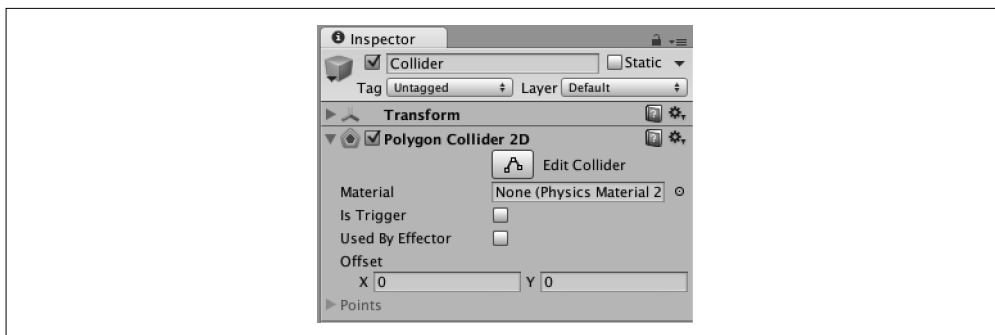 Inspector
Collider Static
Tag Untagged Layer Default
Transform
Polygon Collider 2D
Edit Collider
Material None (Physics Material 2
Is Trigger
Used By Effector
Offset
X 0 Y 0
Points